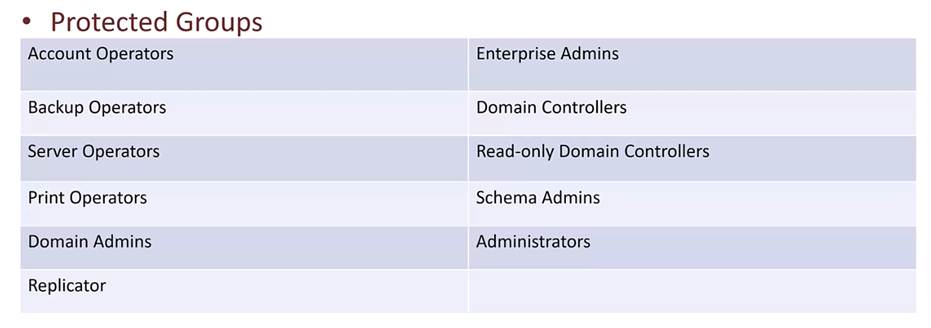 • Protected Groups
Account Operators Enterprise Admins
Backup Operators Domain Controllers
Server Operators Read-only Domain Controllers
Print Operators Schema Admins
Domain Admins Administrators
Replicator